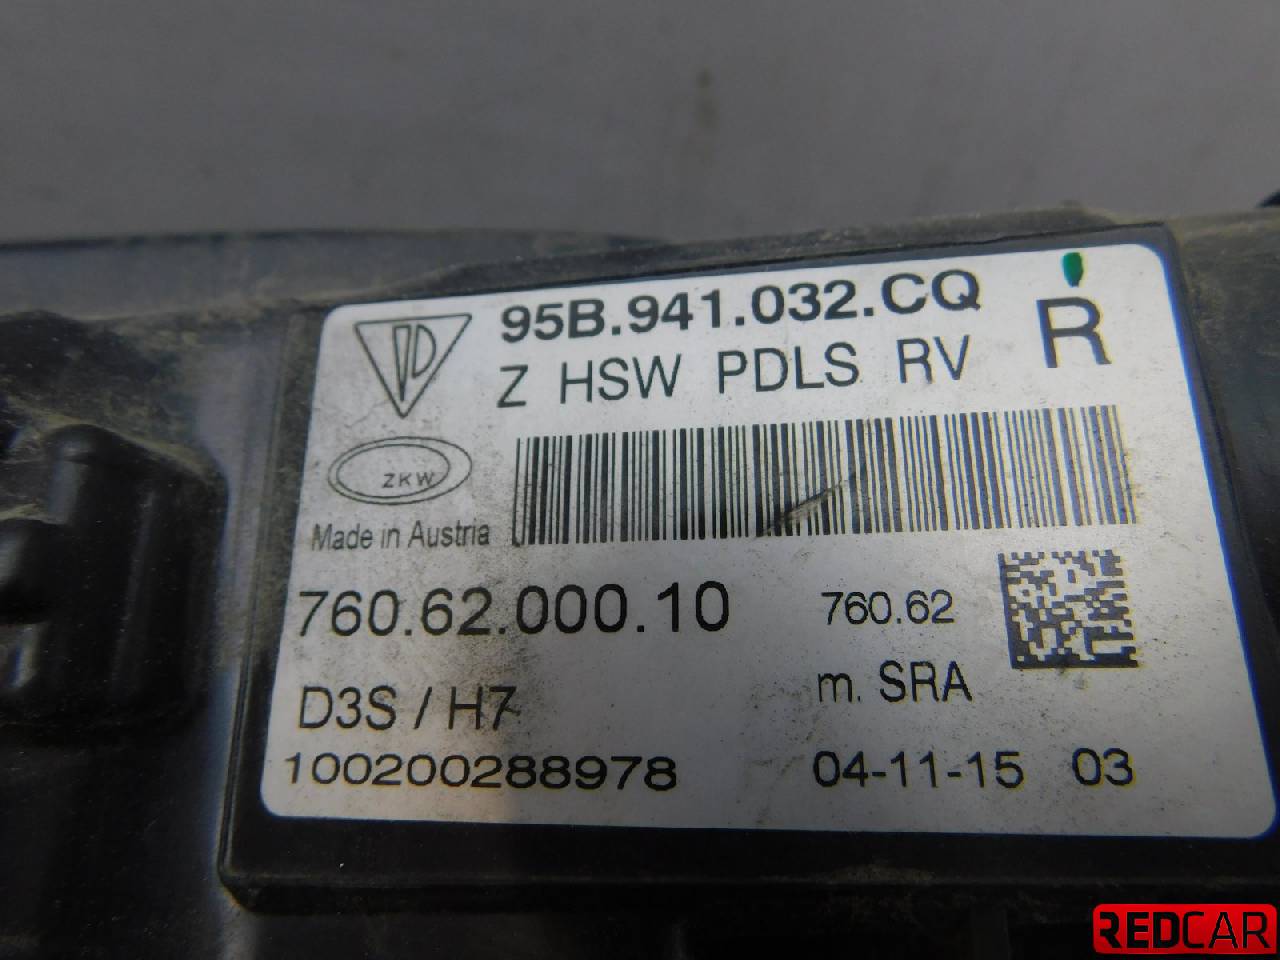 95B.941.032.CQ
R
PD
Z HSW PDLS RV
ZKW
Made in Austria
760.62.000.10
760.62
D3S / H7
m. SRA
100200288978
04-11-15 03
REDCAR